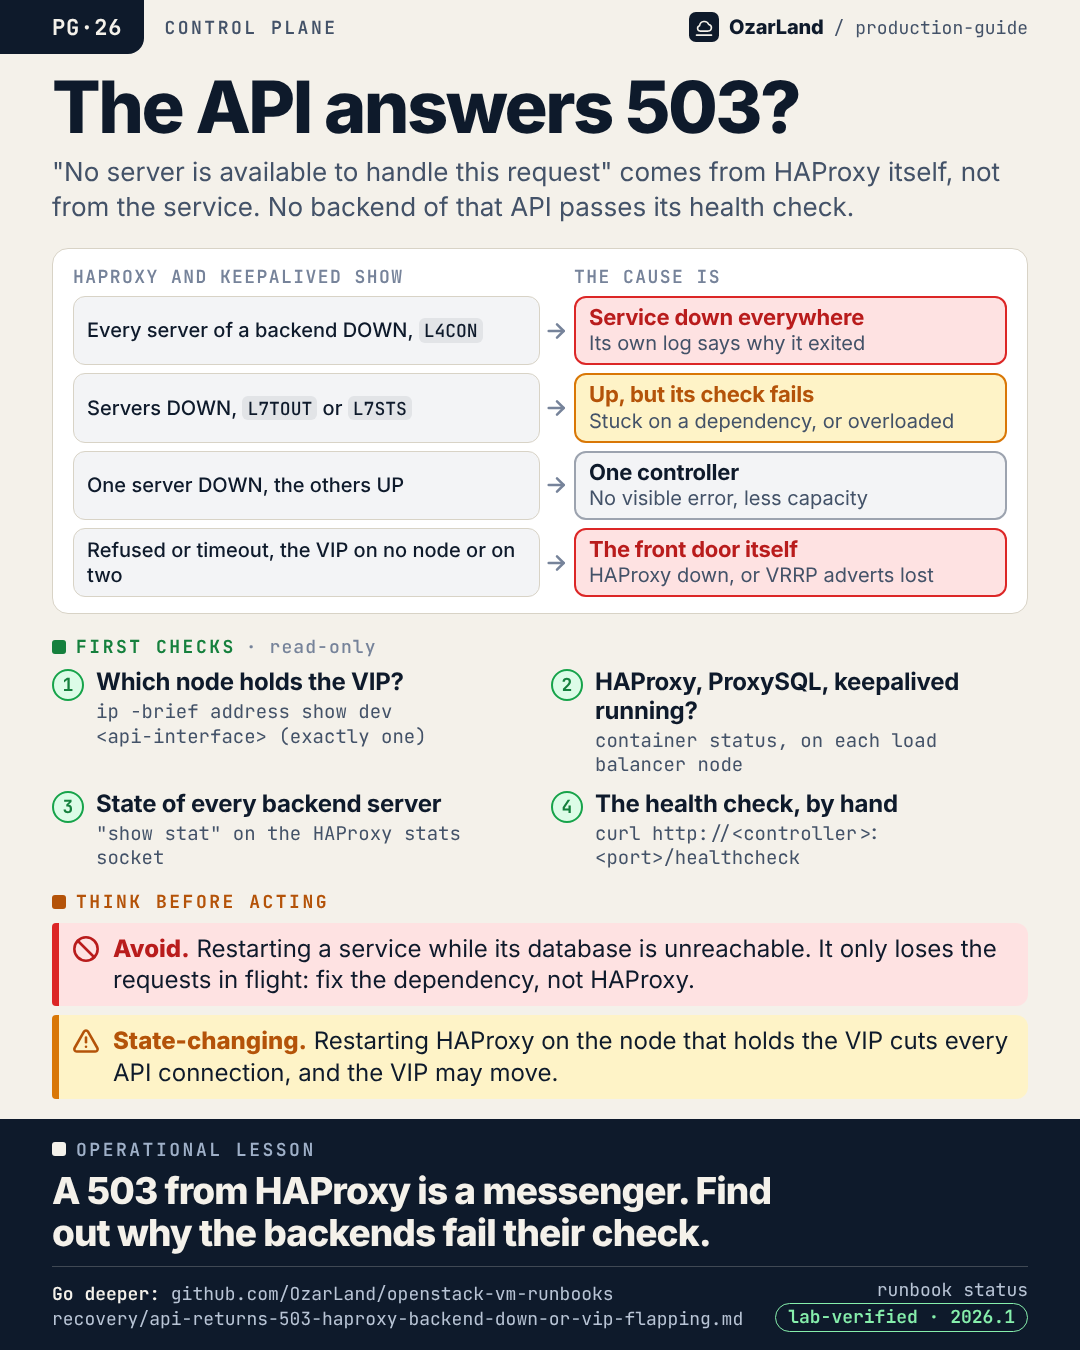 PG·26 CONTROL PLANE
OzarLand / production-guide
The API answers 503?
"No server is available to handle this request" comes from HAProxy itself, not
from the service. No backend of that API passes its health check.
HAPROXY AND KEEPALIVED SHOW
THE CAUSE IS
Every server of a backend DOWN, L4CON
→
Service down everywhere
Its own log says why it exited
Servers DOWN, L7TOUT or L7STS
→
Up, but its check fails
Stuck on a dependency, or overloaded
One server DOWN, the others UP
→
One controller
No visible error, less capacity
Refused or timeout, the VIP on no node or on
two
→
The front door itself
HAProxy down, or VRRP adverts lost
FIRST CHECKS · read-only
1 Which node holds the VIP?
ip -brief address show dev
<api-interface> (exactly one)
2 HAProxy, ProxySQL, keepalived
running?
container status, on each load
balancer node
3 State of every backend server
"show stat" on the HAProxy stats
socket
4 The health check, by hand
curl http://<controller>:
<port>/healthcheck
THINK BEFORE ACTING
Avoid. Restarting a service while its database is unreachable. It only loses the
requests in flight: fix the dependency, not HAProxy.
State-changing. Restarting HAProxy on the node that holds the VIP cuts every
API connection, and the VIP may move.
OPERATIONAL LESSON
A 503 from HAProxy is a messenger. Find
out why the backends fail their check.
Go deeper: github.com/OzarLand/openstack-vm-runbooks
recovery/api-returns-503-haproxy-backend-down-or-vip-flapping.md
runbook status
lab-verified · 2026.1